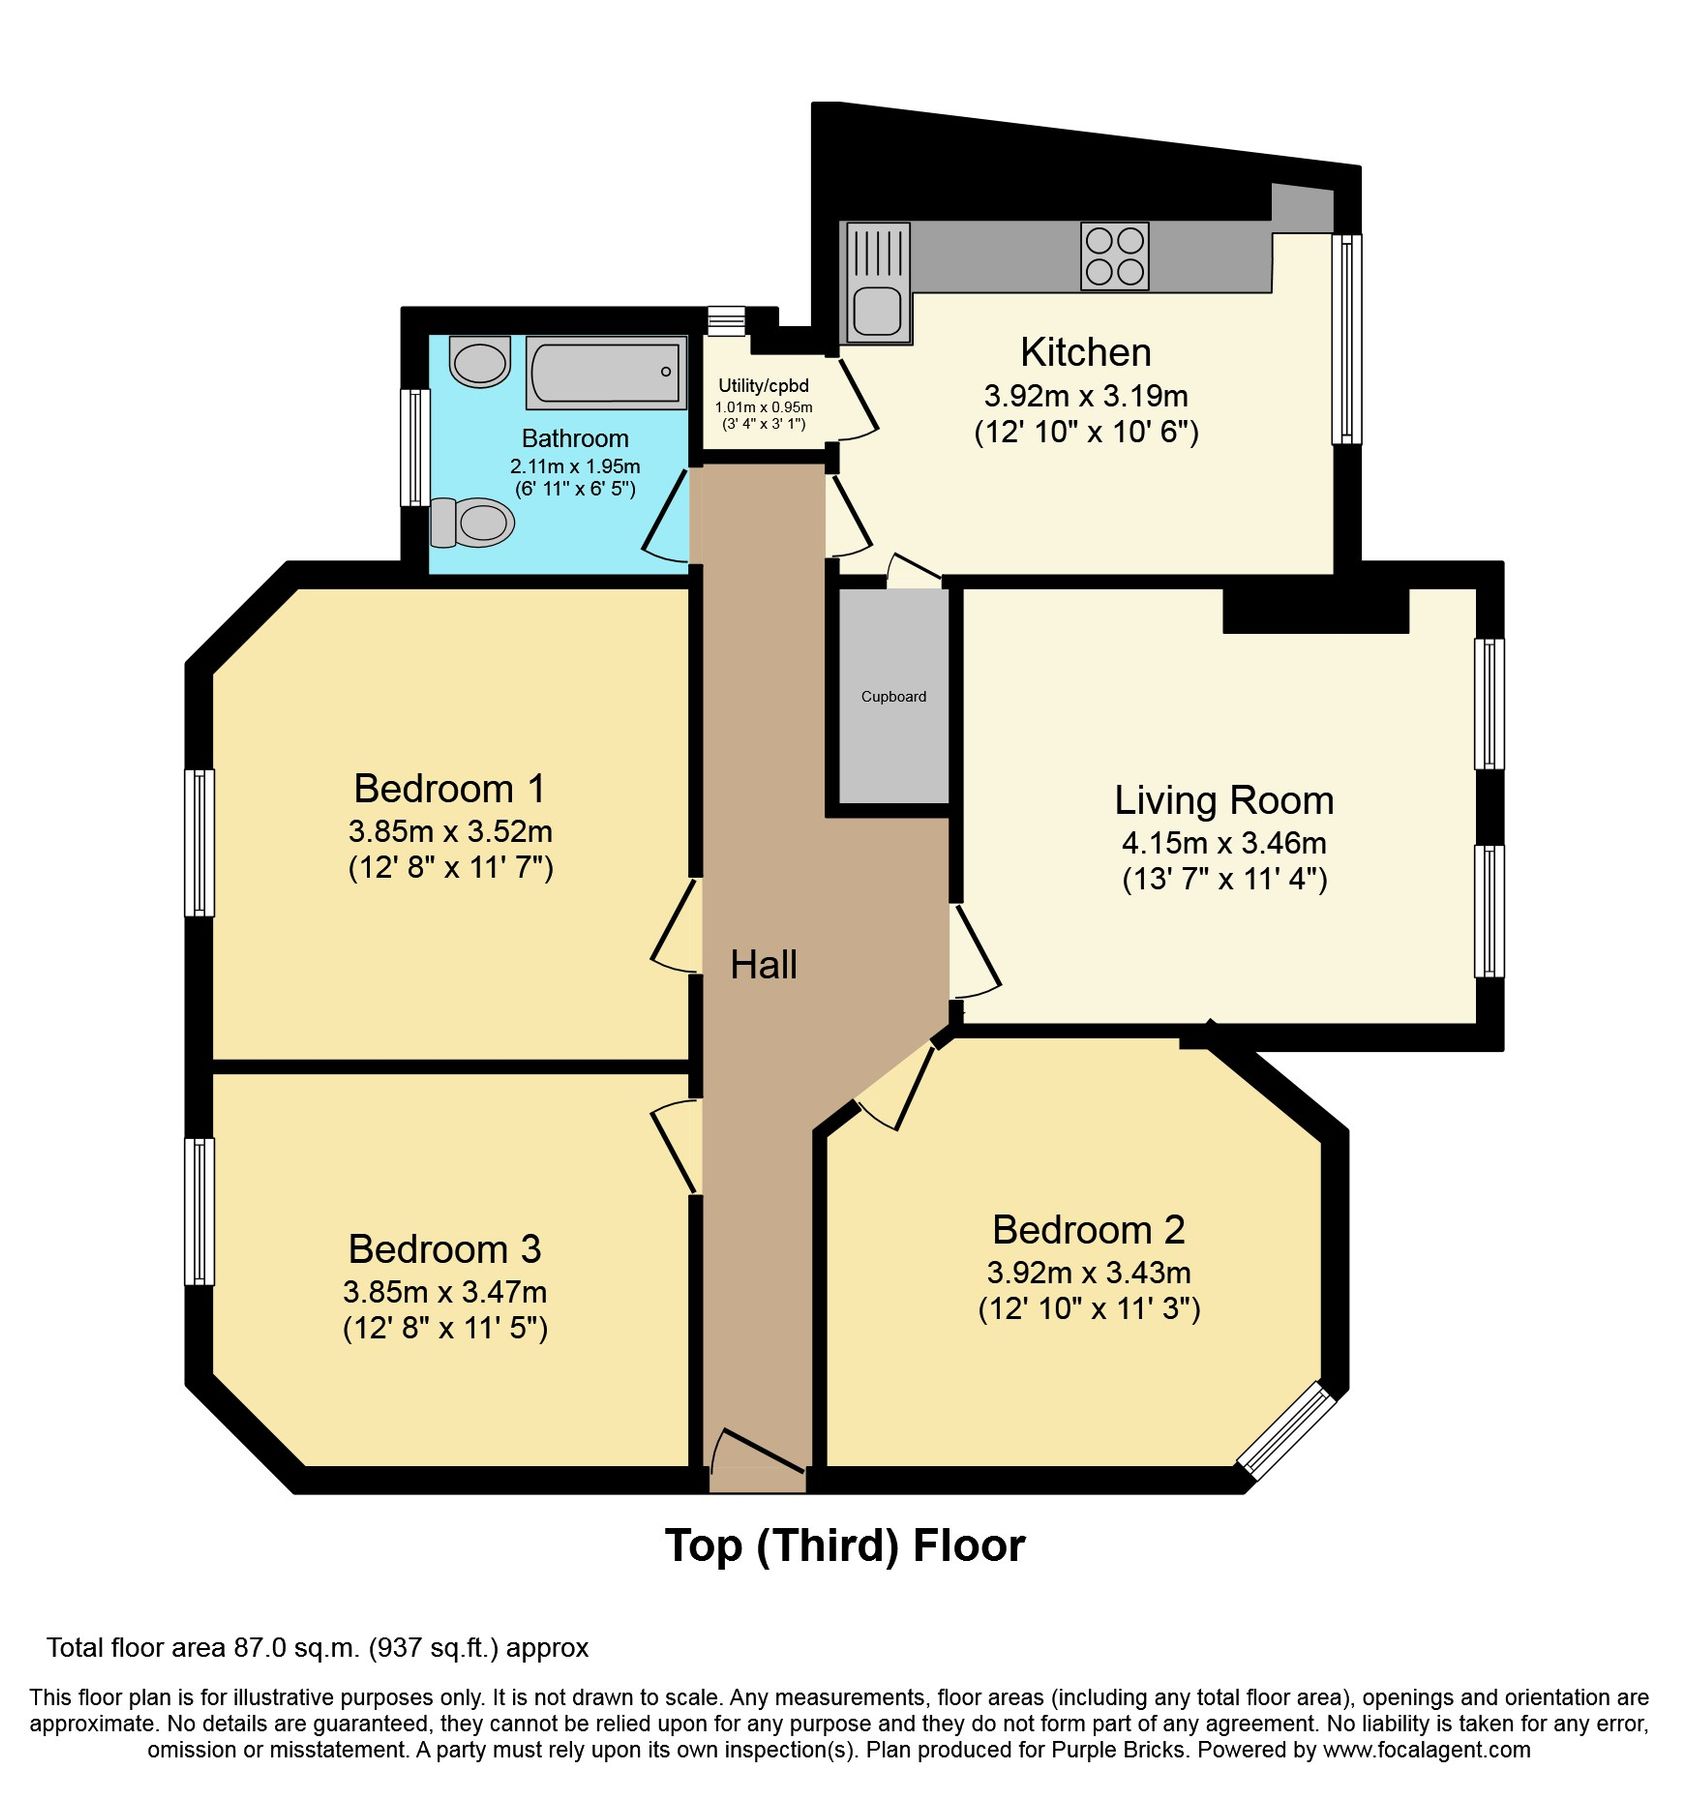 Kitchen
3.92m x 3.19m
(12' 10" x 10' 6")
Utility/cpbd
1.01m x 0.95m
(3' 4" x 3' 1")
Bathroom
2.11m x 1.95m
(6' 11" x 6' 5")
Cupboard
Bedroom 1
3.85m x 3.52m
(12' 8" x 11' 7")
Living Room
4.15m x 3.46m
(13' 7" x 11' 4")
Hall
Bedroom 3
3.85m x 3.47m
(12' 8" x 11' 5")
Bedroom 2
3.92m x 3.43m
(12' 10" x 11' 3")
Top (Third) Floor
Total floor area 87.0 sq.m. (937 sq.ft.) approx
This floor plan is for illustrative purposes only. It is not drawn to scale. Any measurements, floor areas (including any total floor area), openings and orientation are
approximate. No details are guaranteed, they cannot be relied upon for any purpose and they do not form part of any agreement. No liability is taken for any error,
omission or misstatement. A party must rely upon its own inspection(s). Plan produced for Purple Bricks. Powered by www.focalagent.com